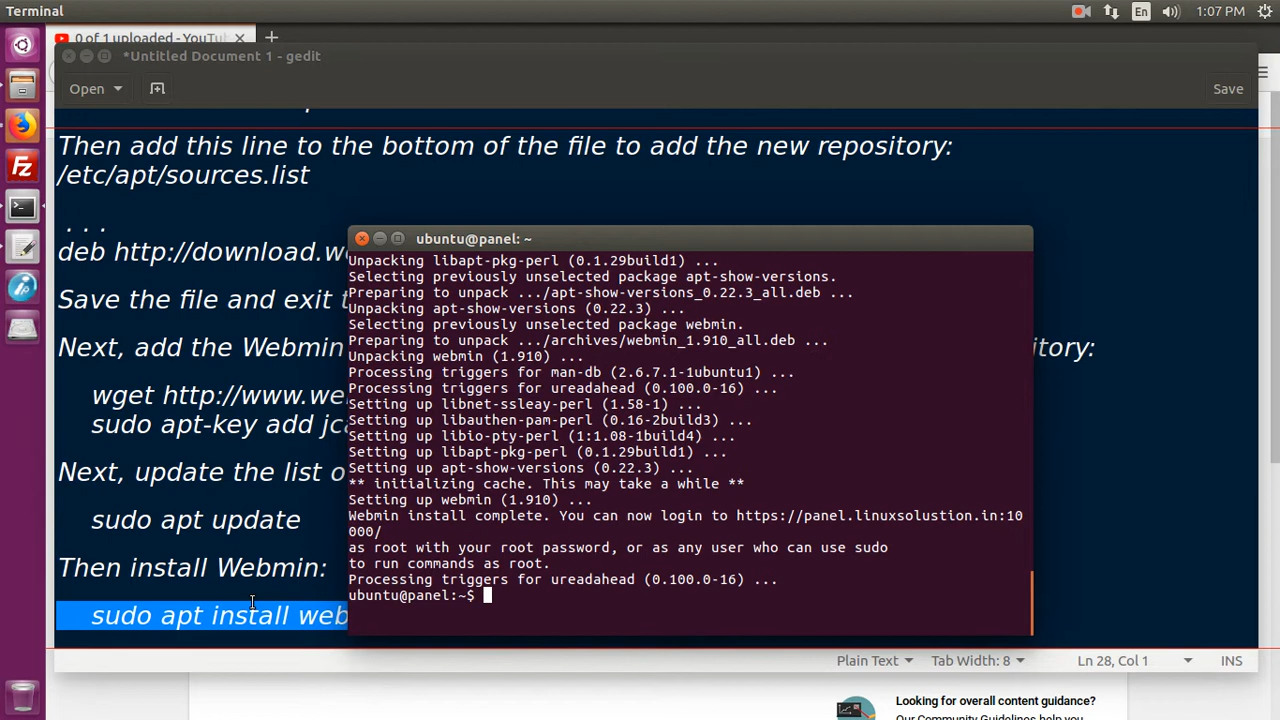 Terminal
En
1:07 PM
0 of 1 uploaded - YouTu
*Untitled Document 1 - gedit
Open
Save
Then add this line to the bottom of the file to add the new repository:
/etc/apt/sources.list
. . .
deb http://download.we
Save the file and exit t
Next, add the Webmin
itory:
wget http://www.we
sudo apt-key add jca
Next, update the list o
sudo apt update
Then install Webmin:
sudo apt install web
ubuntu@panel: ~
Unpacking libapt-pkg-perl (0.1.29build1) ...
Selecting previously unselected package apt-show-versions.
Preparing to unpack .../apt-show-versions_0.22.3_all.deb ...
Unpacking apt-show-versions (0.22.3) ...
Selecting previously unselected package webmin.
Preparing to unpack .../archives/webmin_1.910_all.deb ...
Unpacking webmin (1.910) ...
Processing triggers for man-db (2.6.7.1-1ubuntu1) ...
Processing triggers for ureadahead (0.100.0-16) ...
Setting up libnet-ssleay-perl (1.58-1) ...
Setting up libauthen-pam-perl (0.16-2build3) ...
Setting up libio-pty-perl (1:1.08-1build4) ...
Setting up libapt-pkg-perl (0.1.29build1) ...
Setting up apt-show-versions (0.22.3) ...
** initializing cache. This may take a while **
Setting up webmin (1.910) ...
Webmin install complete. You can now login to https://panel.linuxsolustion.in:10
000/
as root with your root password, or as any user who can use sudo
to run commands as root.
Processing triggers for ureadahead (0.100.0-16) ...
ubuntu@panel:~$
Plain Text
Tab Width: 8
Ln 28, Col 1
INS
Looking for overall content guidance?
Our Community Guidelines help you